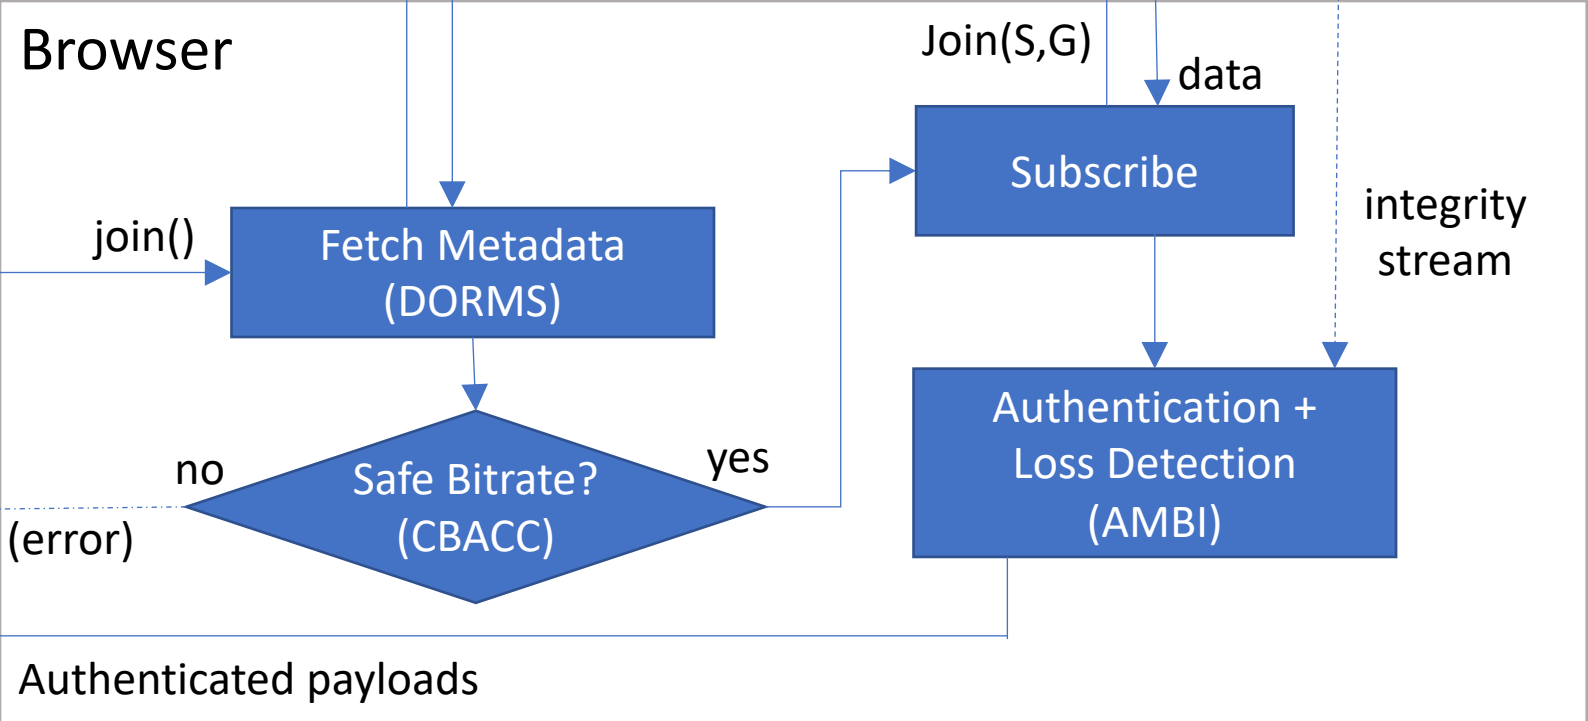 Browser
Join(S,G)
data
join()
Fetch Metadata
(DORMS)
Subscribe
integrity
stream
no
Safe Bitrate?
(CBACC)
yes
(error)
Authentication +
Loss Detection
(AMBI)
Authenticated payloads